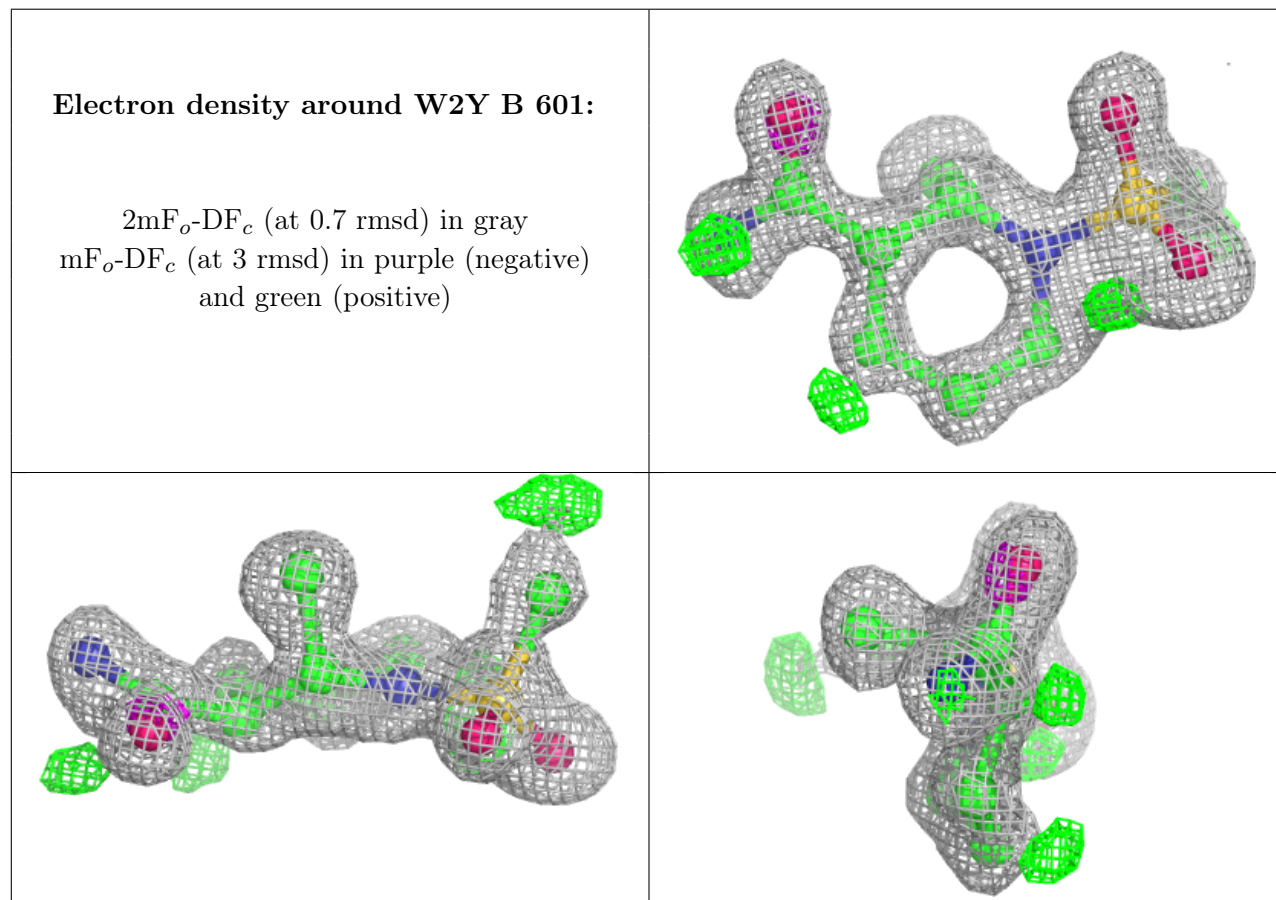 Electron density around W2Y B 601:
2mFo-DFc (at 0.7 rmsd) in gray
mFo-DFc (at 3 rmsd) in purple (negative)
and green (positive)